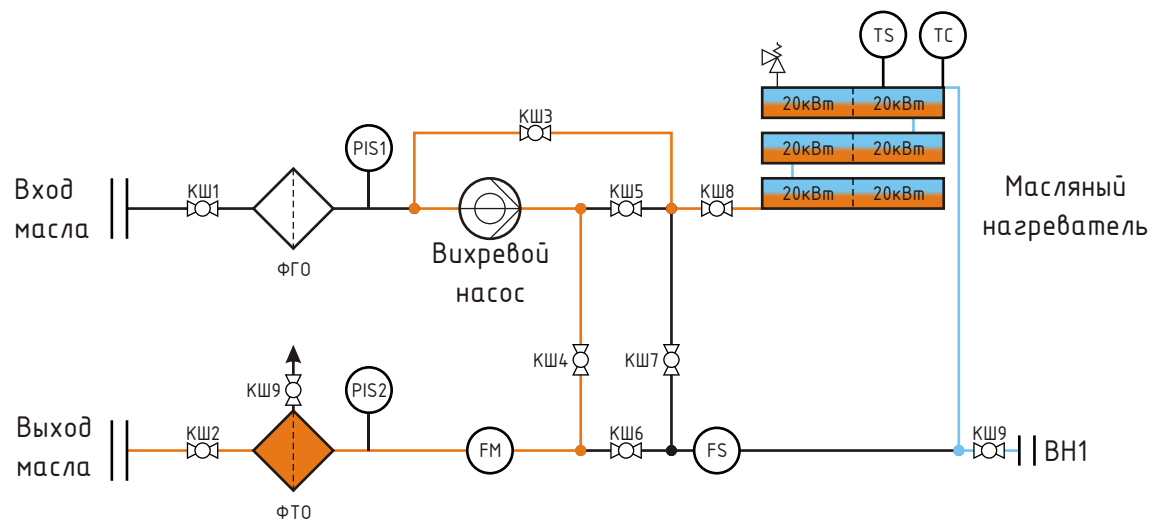 TS
TC
20кВт
20кВт
КШ3
PIS1
20кВт
20кВт
Вход
масла
КШ1
КШ5
КШ8
20кВт
20кВт
Масляный
нагреватель
ФГО
Вихревой
насос
КШ4
КШ7
КШ9
PIS2
Выход
масла
КШ2
FM
КШ6
FS
КШ9
ВН1
ФТО